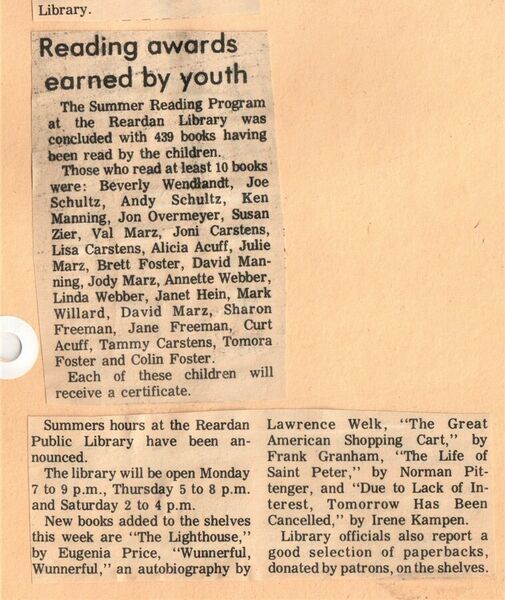 Library.
Reading awards
earned by youth
The Summer Reading Program
at the Reardan Library was
concluded with 439 books having
been read by the children.
Those who read at least 10 books
were: Beverly Wendlandt, Joe
Schultz, Andy Schultz, Ken
Manning, Jon Overmeyer, Susan
Zier, Val Marz, Joni Carstens,
Lisa Carstens, Alicia Acuff, Julie
Marz, Brett Foster, David Man-
ning, Jody Marz, Annette Webber,
Linda Webber, Janet Hein, Mark
Willard, David Marz, Sharon
Freeman, Jane Freeman, Curt
Acuff, Tammy Carstens, Tomora
Foster and Colin Foster.
Each of these children will
receive a certificate.
Summers hours at the Reardan
Public Library have been an-
nounced.
The library will be open Monday
7 to 9 p.m., Thursday 5 to 8 p.m.
and Saturday 2 to 4 p.m.
New books added to the shelves
this week are "The Lighthouse,"
by Eugenia Price, "Wunnerful,
Wunnerful," an autobiography by
Lawrence Welk, "The Great
American Shopping Cart," by
Frank Granham, "The Life of
Saint Peter," by Norman Pit-
tenger, and "Due to Lack of In-
terest, Tomorrow Has Been
Cancelled," by Irene Kampen.
Library officials also report a
good selection of paperbacks,
donated by patrons, on the shelves.